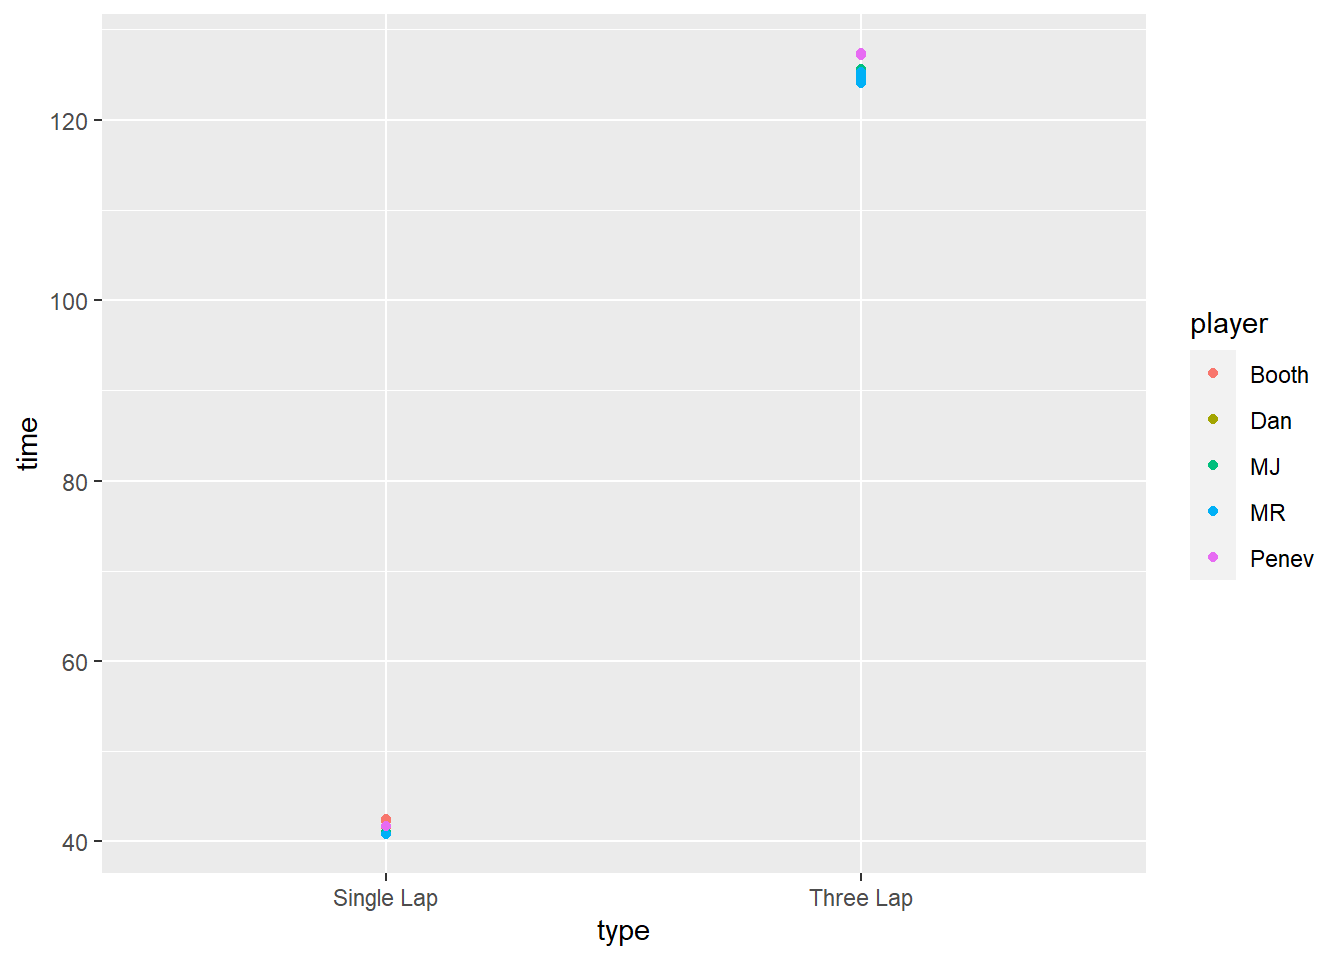 120
100
80
60
40
time
Single Lap
Three Lap
type
player
Booth
Dan
MJ
MR
Penev